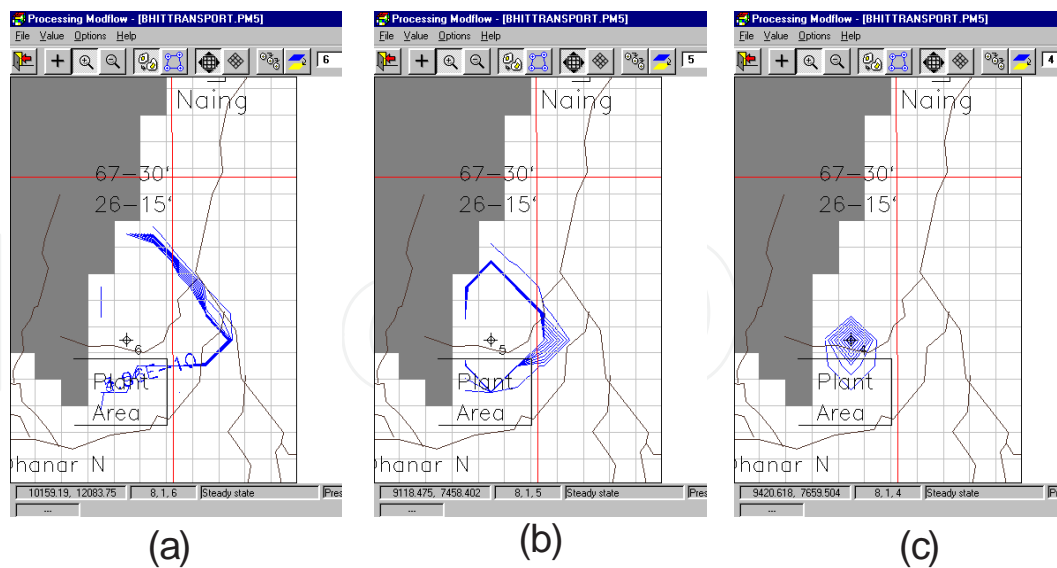 Processing Modflow - [BHITTRANSPORT.PM5]
File Value Options Help
6
Naing
67-30'
26-15'
6
Plant
Area
Dhanar N
10159.19, 12083.75 8, 1, 6 Steady state Pres
---
(a)
Processing Modflow - [BHITTRANSPORT.PM5]
File Value Options Help
5
Naing
67-30'
26-15'
5
Plant
Area
Dhanar N
9118.475, 7458.402 8, 1, 5 Steady state Pres
---
(b)
Processing Modflow - [BHITTRANSPORT.PM5]
File Value Options Help
4
Naing
67-30'
26-15'
4
Plant
Area
Dhanar N
9420.618, 7659.504 8, 1, 4 Steady state
---
(c)